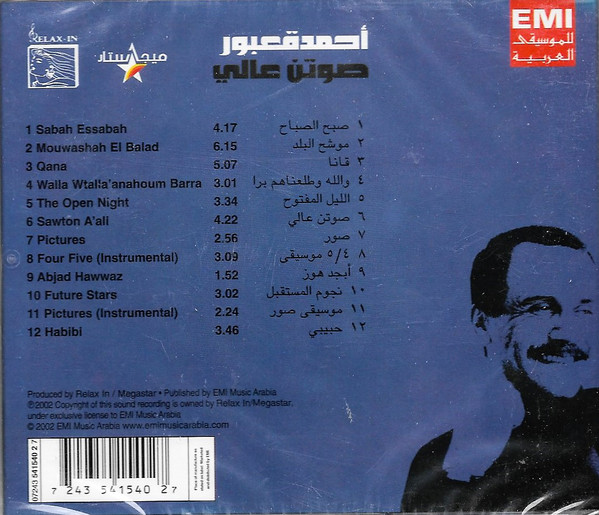 RELAX-IN
ميجاستار
أحمد قعبور
صوتن عالي
EMI
للموسيقى
العربية
1 Sabah Essabah 4.17 صبح الصباح ١
2 Mouwashah El Balad 6.15 موشح البلد ٢
3 Qana 5.07 قانا ٣
4 Walla Wtalla'anahoum Barra 3.01 والله وطلعناهم برا ٤
5 The Open Night 3.34 الليل المفتوح ٥
6 Sawton A'ali 4.22 صوتن عالي ٦
7 Pictures 2.56 صور ٧
8 Four Five (Instrumental) 3.09 ٥/٤ موسيقى ٨
9 Abjad Hawwaz 1.52 أبجد هوز ٩
10 Future Stars 3.02 نجوم المستقبل ١٠
11 Pictures (Instrumental) 2.24 موسيقى صور ١١
12 Habibi 3.46 حبيبي ١٢
Produced by Relax In / Megastar • Published by EMI Music Arabia
℗ 2002 Copyright of this sound recording is owned by Relax In/Megastar,
under exclusive license to EMI Music Arabia
© 2002 EMI Music Arabia www.emimusicarabia.com
07243 541540 2 7
7 243 541540 2 7